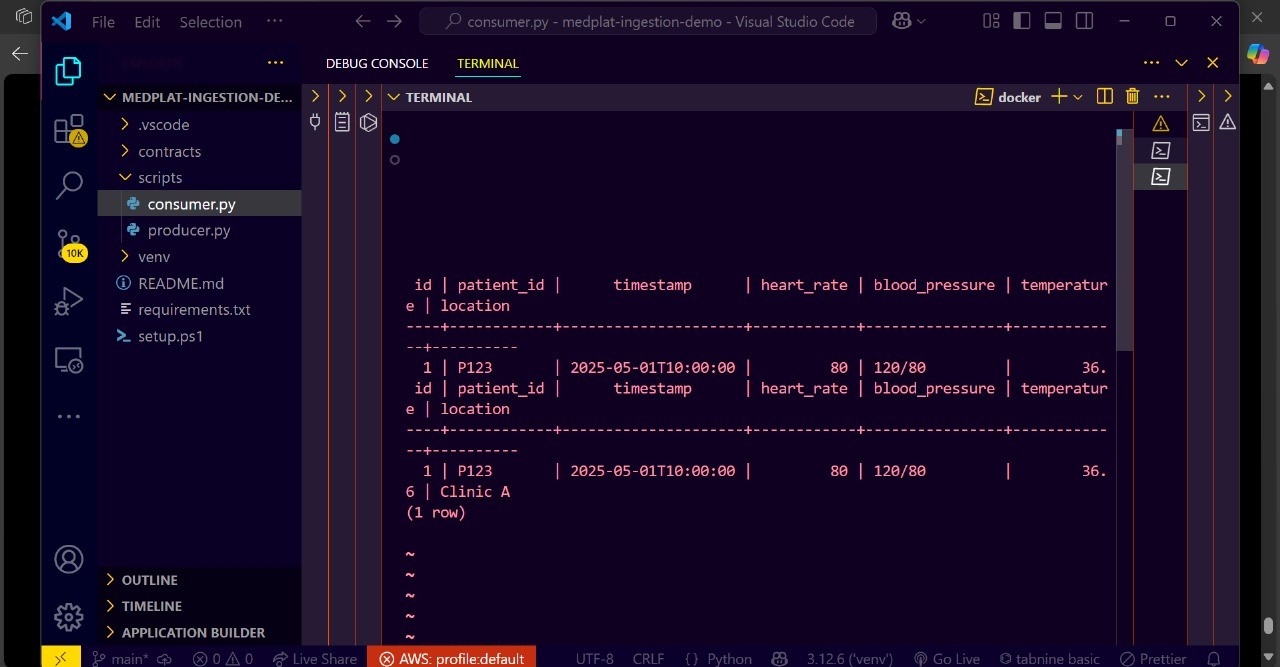 File Edit Selection ··· consumer.py - medplat-ingestion-demo - Visual Studio Code
DEBUG CONSOLE TERMINAL
MEDPLAT-INGESTION-DE...
.vscode
contracts
scripts
consumer.py
producer.py
venv
README.md
requirements.txt
setup.ps1
OUTLINE
TIMELINE
APPLICATION BUILDER
10K
TERMINAL docker
 id | patient_id |      timestamp      | heart_rate | blood_pressure | temperatur
e | location
----+------------+---------------------+------------+----------------+-----------
--+----------
  1 | P123       | 2025-05-01T10:00:00 |         80 | 120/80         |        36.
 id | patient_id |      timestamp      | heart_rate | blood_pressure | temperatur
e | location
----+------------+---------------------+------------+----------------+-----------
--+----------
  1 | P123       | 2025-05-01T10:00:00 |         80 | 120/80         |        36.
6 | Clinic A
(1 row)
~
~
~
~
~
main* 0 0 Live Share AWS: profile:default UTF-8 CRLF {} Python 3.12.6 ('venv') Go Live tabnine basic Prettier